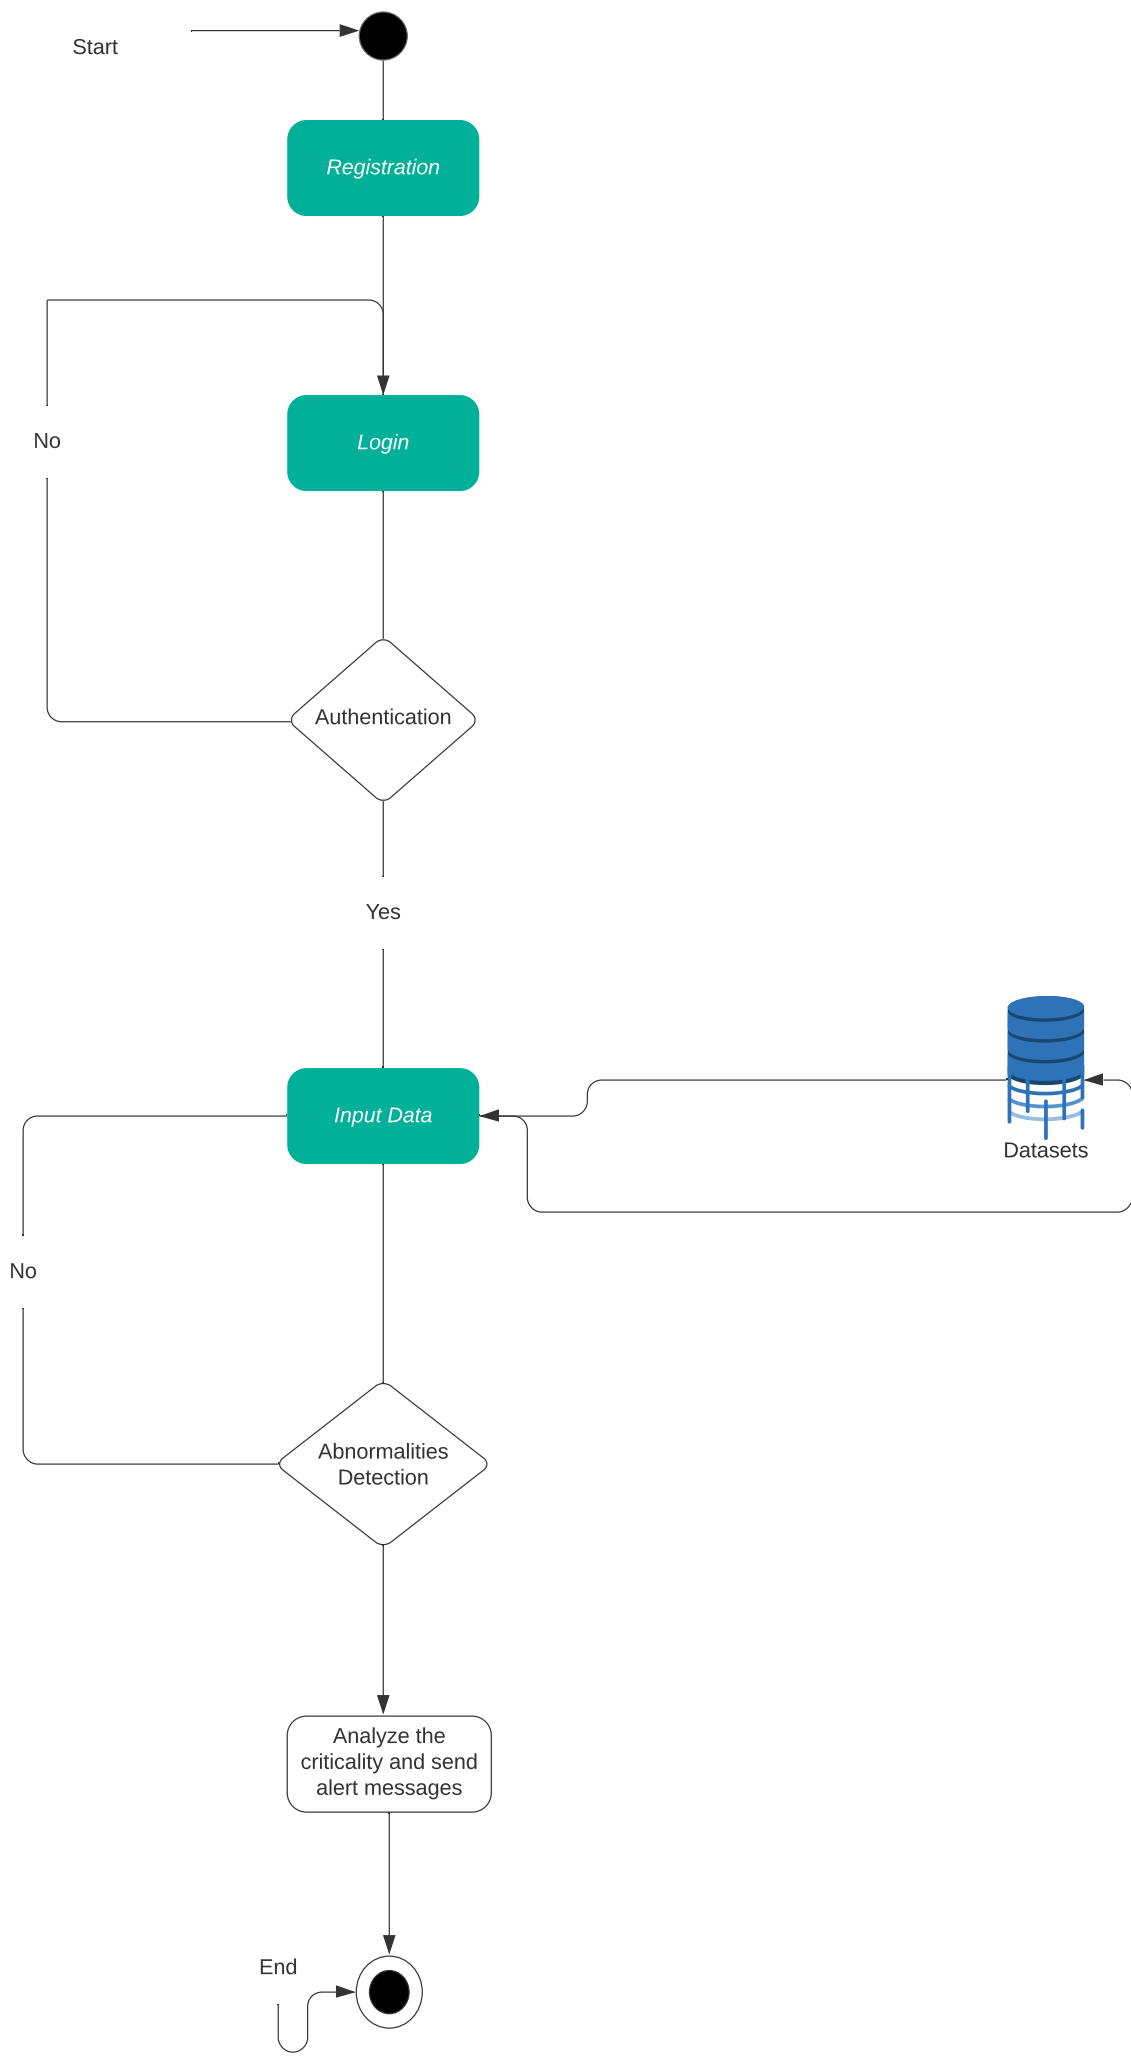 Start
Registration
No
Login
Authentication
Yes
Input Data
Datasets
No
Abnormalities
Detection
Analyze the
criticality and send
alert messages
End